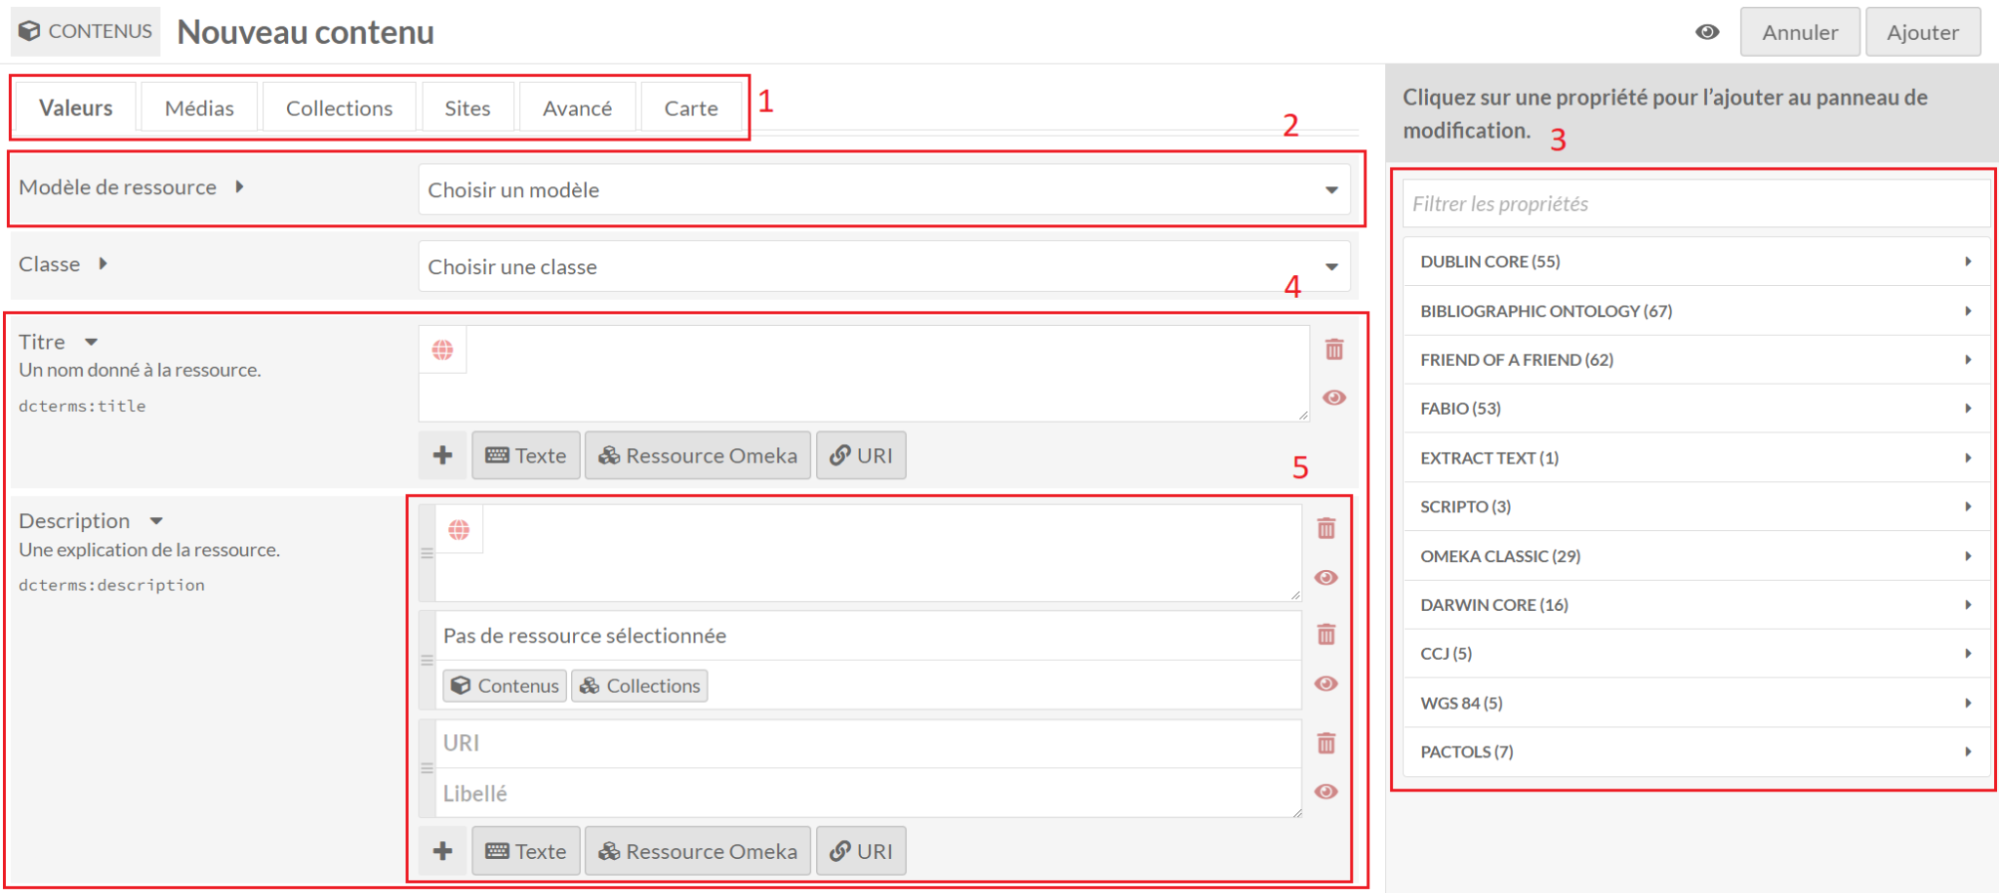 CONTENUS Nouveau contenu Annuler Ajouter
Valeurs Médias Collections Sites Avancé Carte 1
2
Modèle de ressource Choisir un modèle
Classe Choisir une classe
4
Titre
Un nom donné à la ressource.
dcterms:title
Texte Ressource Omeka URI
5
Description
Une explication de la ressource.
dcterms:description
Pas de ressource sélectionnée
Contenus Collections
URI
Libellé
Texte Ressource Omeka URI
Cliquez sur une propriété pour l’ajouter au panneau de
modification. 3
Filtrer les propriétés
DUBLIN CORE (55)
BIBLIOGRAPHIC ONTOLOGY (67)
FRIEND OF A FRIEND (62)
FABIO (53)
EXTRACT TEXT (1)
SCRIPTO (3)
OMEKA CLASSIC (29)
DARWIN CORE (16)
CCJ (5)
WGS 84 (5)
PACTOLS (7)